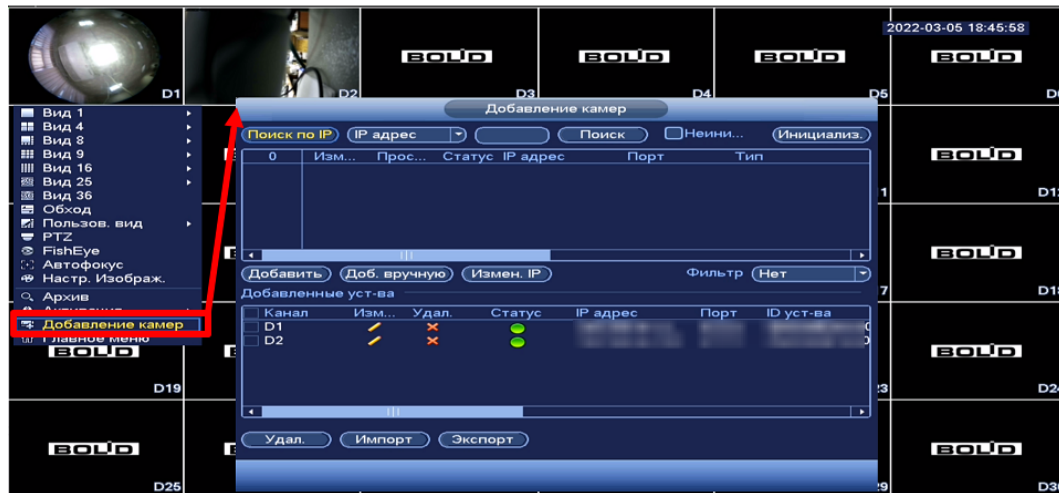 2022-03-05 18:45:58
BOLID BOLID BOLID BOLID
D1 D2 D3 D4 D5
Вид 1
Вид 4
Вид 8
Вид 9
Вид 16
Вид 25
Вид 36
Обход
Пользов. вид
PTZ
FishEye
Автофокус
Настр. Изображ.
Архив
Добавление камер
Главное меню
Добавление камер
Поиск по IP IP адрес Поиск Неини... Инициализ.
0 Изм... Прос... Статус IP адрес Порт Тип
Добавить Доб. вручную Измен. IP Фильтр Нет
Добавленные уст-ва
Канал Изм... Удал. Статус IP адрес Порт ID уст-ва
D1
D2
Удал. Импорт Экспорт
BOLID
BOLID
BOLID BOLID
D19
BOLID BOLID
D25